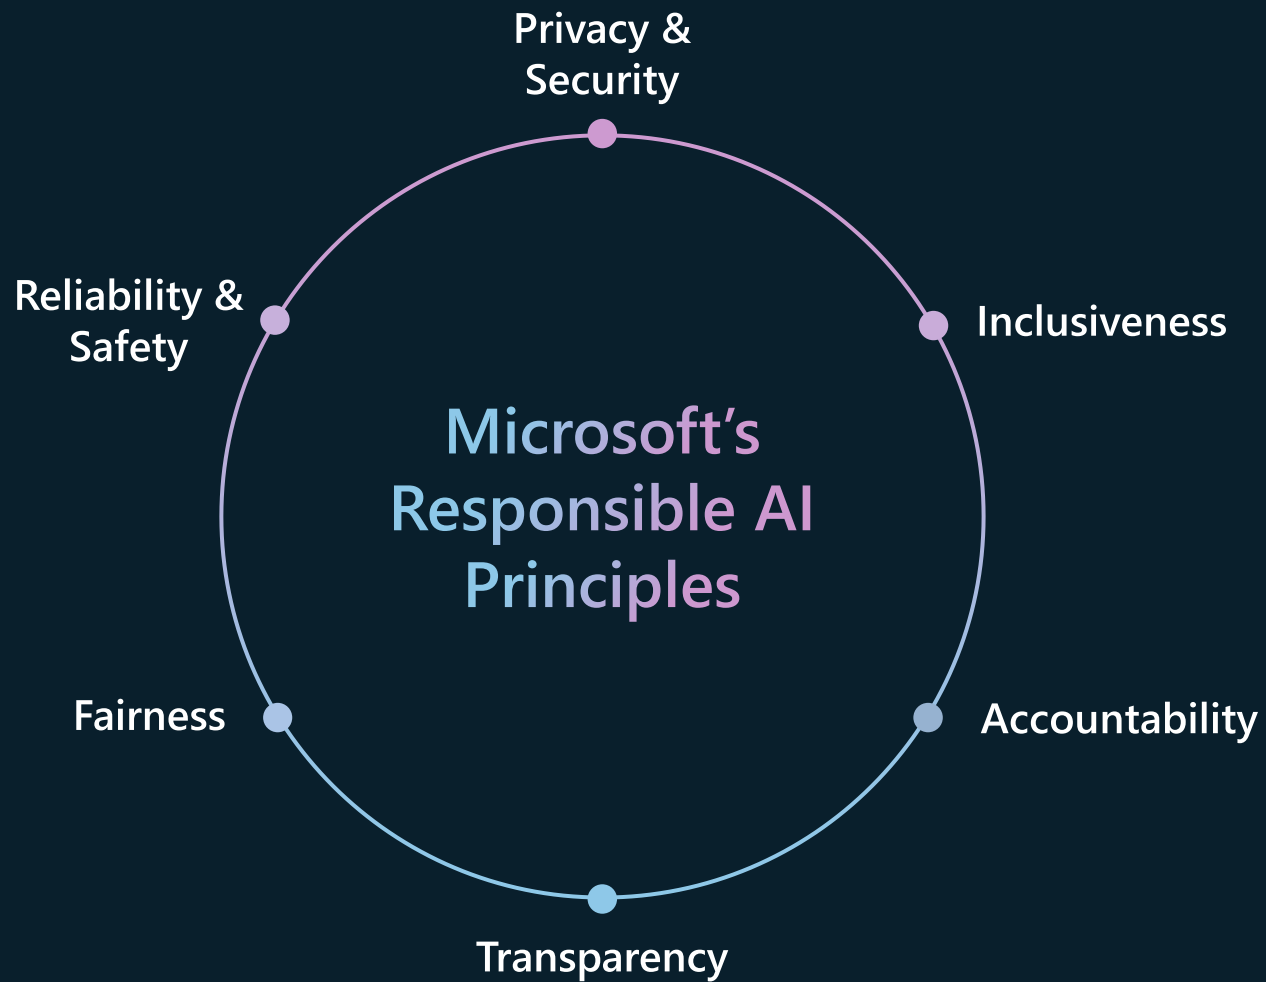 Privacy &
Security
Reliability &
Safety
Inclusiveness
Microsoft’s
Responsible AI
Principles
Fairness
Accountability
Transparency